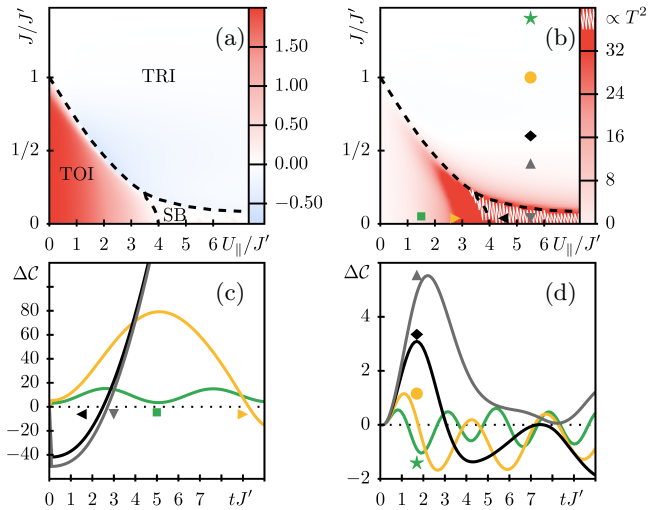 J/J′
(a)
TRI
TOI
SB
1
1/2
0
0 1 2 3 4 5 6 U∥/J′
1.50
1.00
0.50
0.00
−0.50
J/J′
(b)
1
1/2
0
0 1 2 3 4 5 6 U∥/J′
∝ T²
32
24
16
8
0
ΔC
(c)
80
60
40
20
0
−20
−40
0 1 2 3 4 5 6 7 tJ′
ΔC
(d)
4
2
0
−2
0 1 2 3 4 5 6 7 tJ′